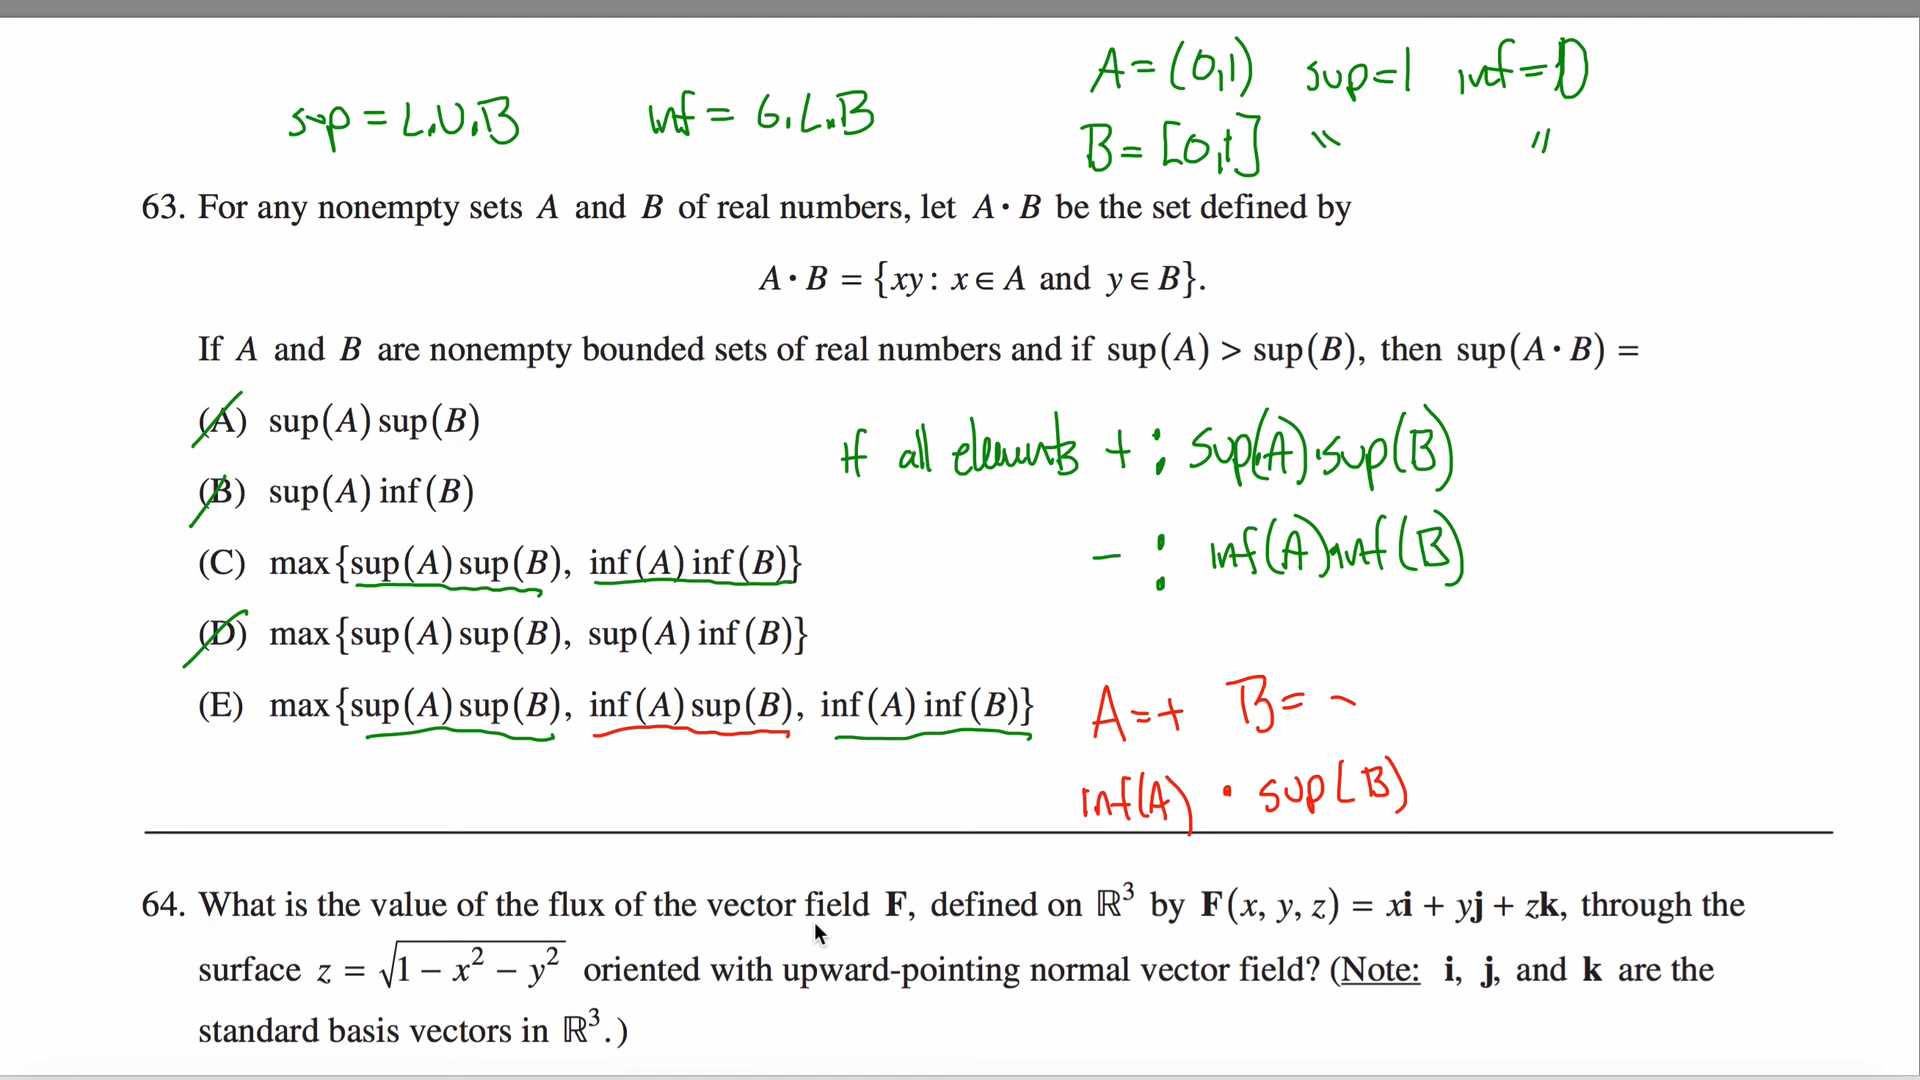 A=(0,1) sup=1 inf=0
sup = L.U.B inf = G.L.B
B= [0,1] " "
63. For any nonempty sets A and B of real numbers, let A • B be the set defined by
A • B = {xy: x ∈ A and y ∈ B}.
If A and B are nonempty bounded sets of real numbers and if sup(A) > sup(B), then sup(A • B) =
(A) sup(A) sup(B)
If all elements + : sup(A).sup(B)
(B) sup(A) inf(B)
(C) max{sup(A) sup(B), inf(A) inf(B)}
- : inf(A) inf(B)
(D) max{sup(A) sup(B), sup(A) inf(B)}
(E) max{sup(A) sup(B), inf(A) sup(B), inf(A) inf(B)}
A=+ B= -
inf(A) • sup(B)
64. What is the value of the flux of the vector field F, defined on ℝ³ by F(x, y, z) = xi + yj + zk, through the
surface z = √(1 − x² − y²) oriented with upward-pointing normal vector field? (Note: i, j, and k are the
standard basis vectors in ℝ³.)